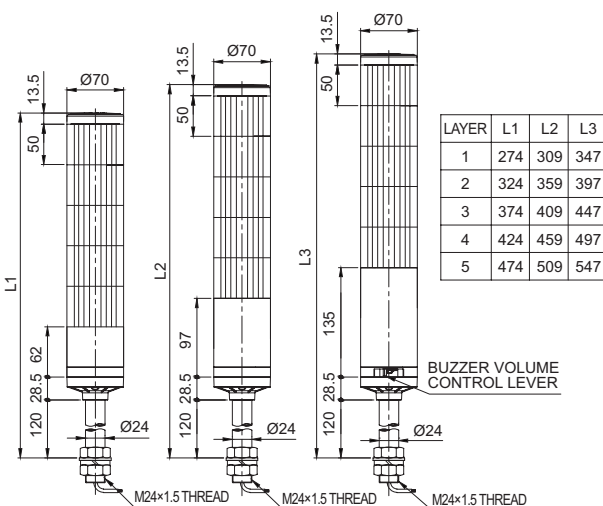 13.5
Ø70
50
L1
62
28.5
120
Ø24
M24×1.5 THREAD
13.5
Ø70
50
L2
97
28.5
120
Ø24
M24×1.5 THREAD
13.5
Ø70
50
L3
135
28.5
120
Ø24
M24×1.5 THREAD
BUZZER VOLUME
CONTROL LEVER
LAYER L1 L2 L3
1 274 309 347
2 324 359 397
3 374 409 447
4 424 459 497
5 474 509 547